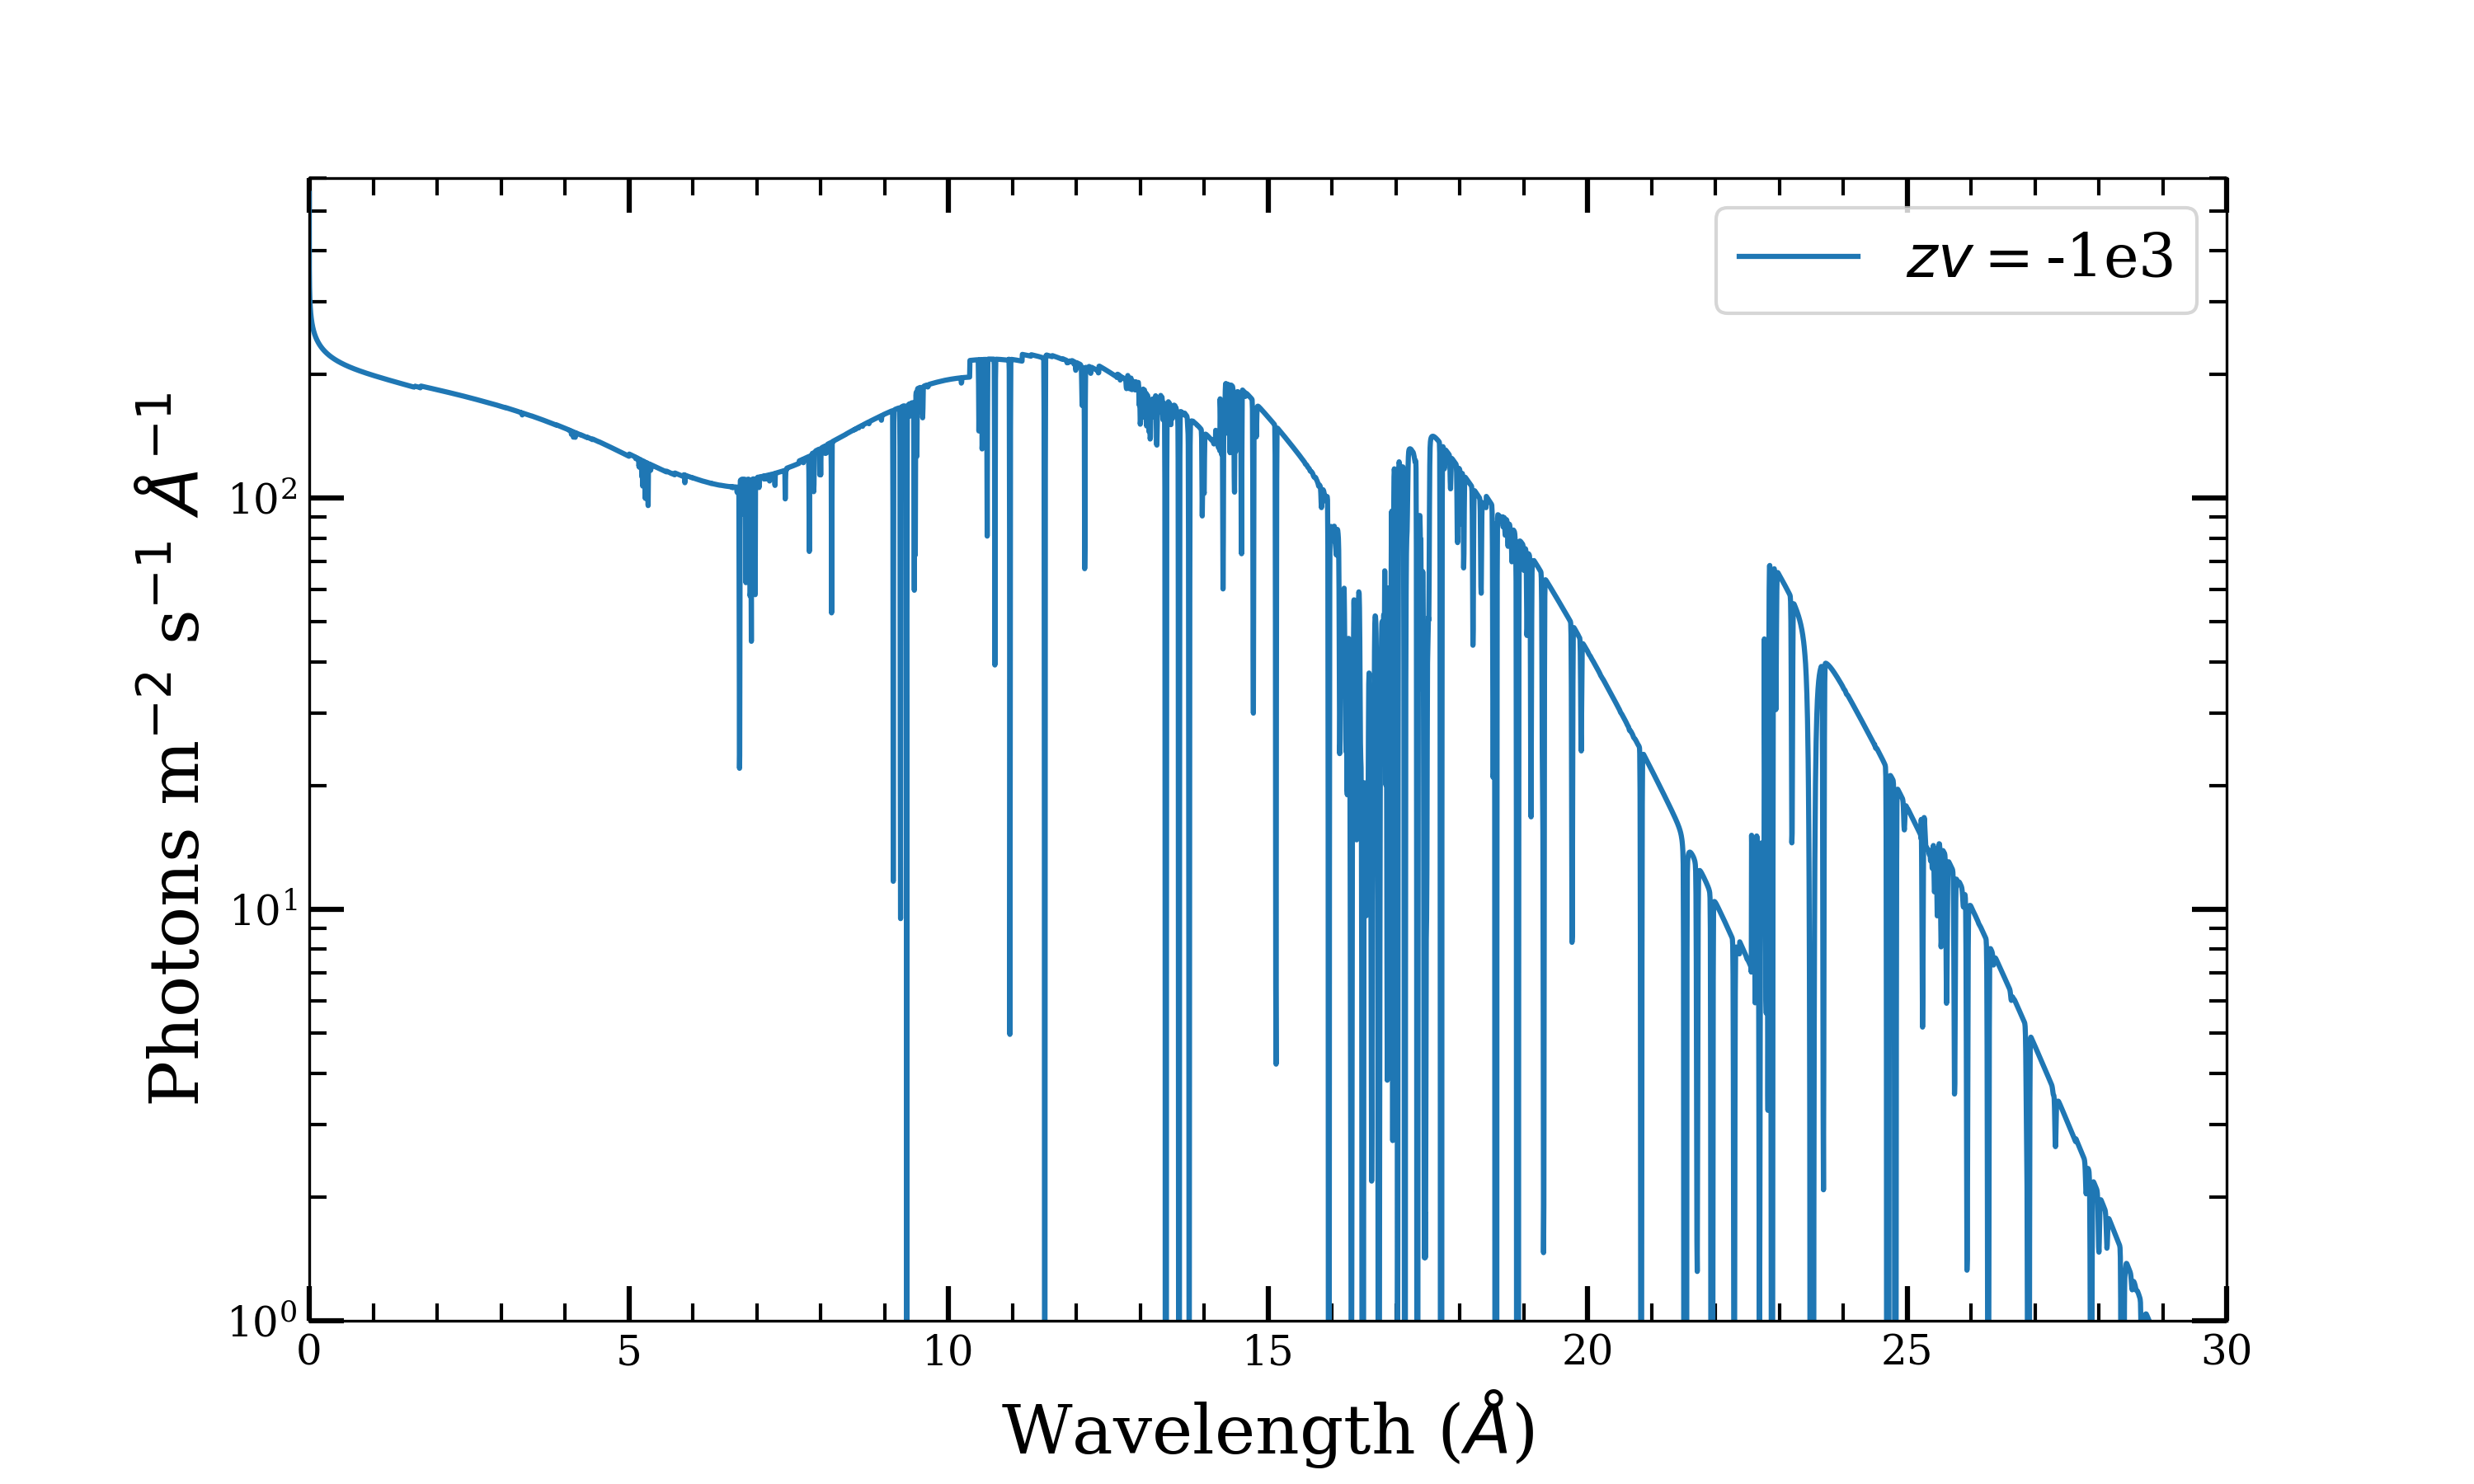 zv = -1e3
Photons m⁻² s⁻¹ Å⁻¹
10²
10¹
10⁰
0 5 10 15 20 25 30
Wavelength (Å)